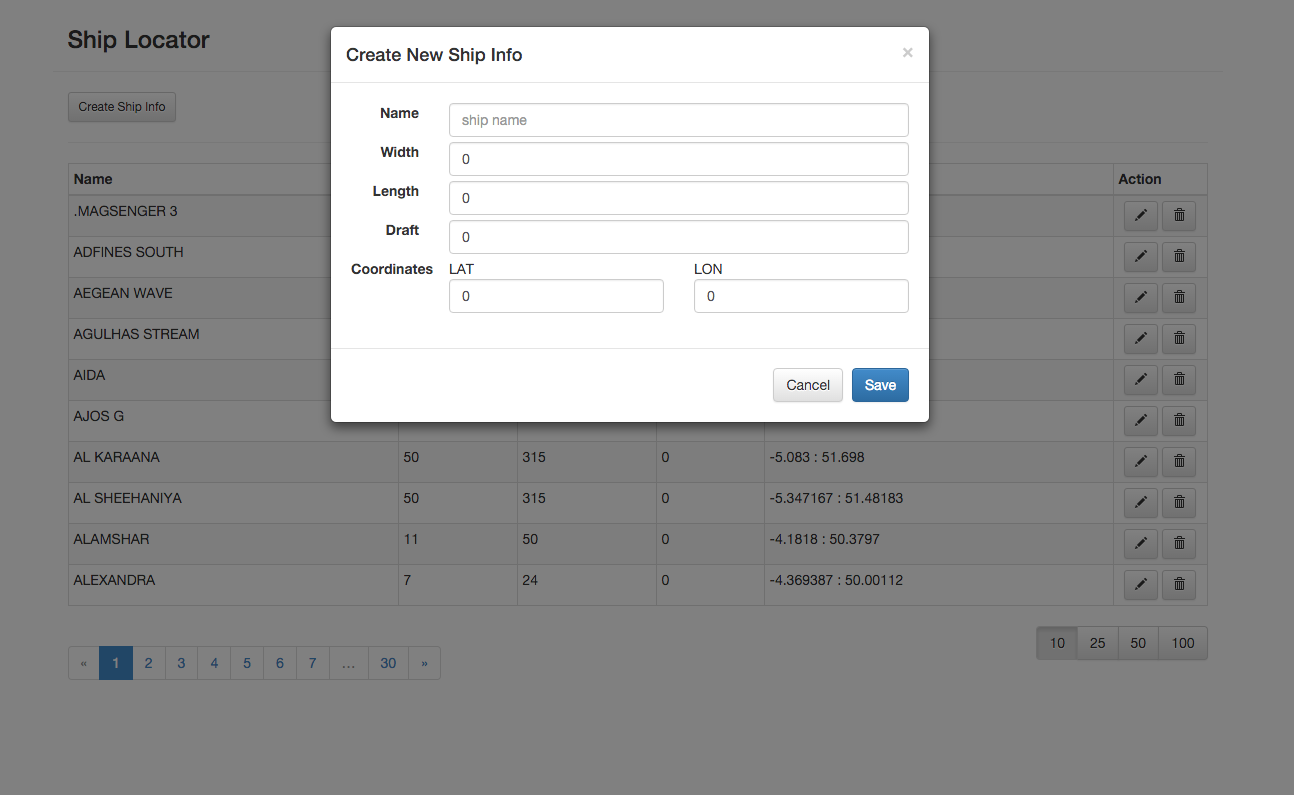 Ship Locator
Create Ship Info
Create New Ship Info ×
Name ship name
Width 0
Length 0
Draft 0
Coordinates LAT LON
0 0
Cancel Save
Name Action
.MAGSENGER 3
ADFINES SOUTH
AEGEAN WAVE
AGULHAS STREAM
AIDA
AJOS G
AL KARAANA 50 315 0 -5.083 : 51.698
AL SHEEHANIYA 50 315 0 -5.347167 : 51.48183
ALAMSHAR 11 50 0 -4.1818 : 50.3797
ALEXANDRA 7 24 0 -4.369387 : 50.00112
« 1 2 3 4 5 6 7 ... 30 »
10 25 50 100